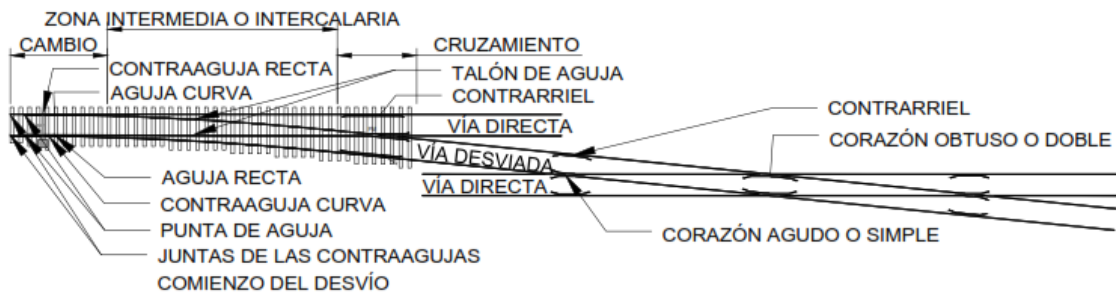 ZONA INTERMEDIA O INTERCALARIA
CAMBIO
CRUZAMIENTO
CONTRAAGUJA RECTA
TALÓN DE AGUJA
AGUJA CURVA
CONTRARRIEL
CONTRARRIEL
VÍA DIRECTA
CORAZÓN OBTUSO O DOBLE
VÍA DESVIADA
AGUJA RECTA
VÍA DIRECTA
CONTRAAGUJA CURVA
PUNTA DE AGUJA
CORAZÓN AGUDO O SIMPLE
JUNTAS DE LAS CONTRAAGUJAS
COMIENZO DEL DESVÍO